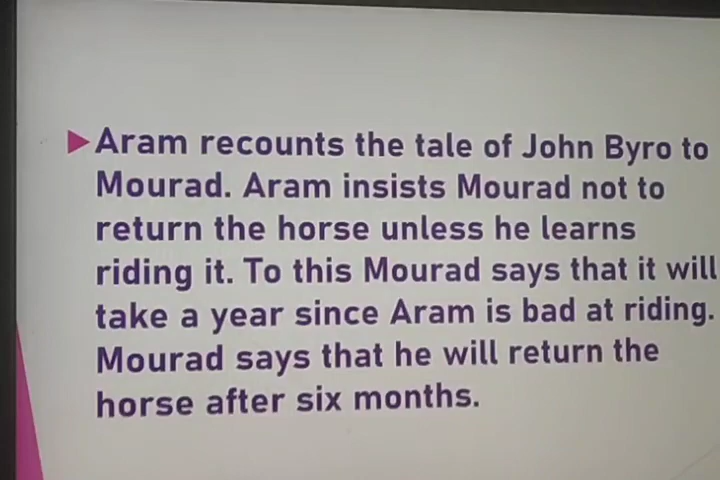 Aram recounts the tale of John Byro to
Mourad. Aram insists Mourad not to
return the horse unless he learns
riding it. To this Mourad says that it will
take a year since Aram is bad at riding.
Mourad says that he will return the
horse after six months.